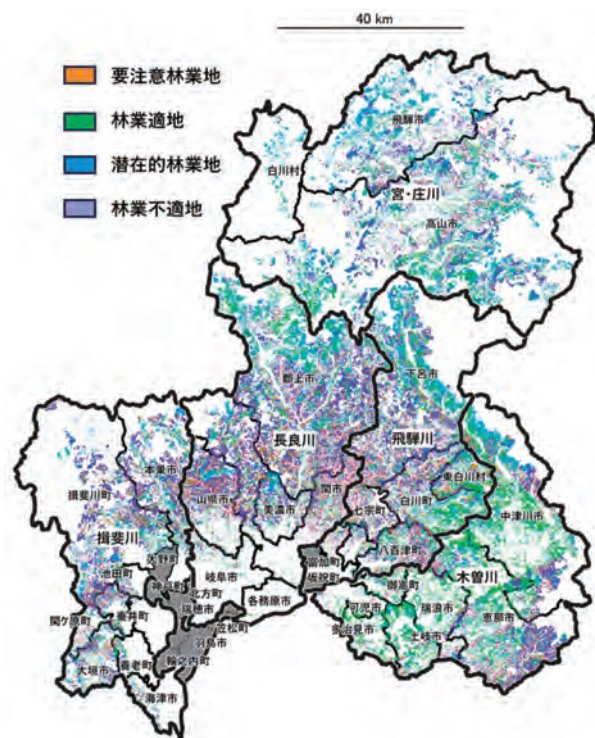 40 km
要注意林業地
林業適地
潜在的林業地
林業不適地
飛騨市
白川村
宮・庄川
高山市
下呂市
郡上市
長良川
飛騨川
本巣市
揖斐川町
山県市
美濃市
関市
七宗町
白川町
東白川村
中津川市
揖斐川
大野町
池田町
神戸町
岐阜市
北方町
瑞穂市
各務原市
富加町
坂祝町
八百津町
御嵩町
木曽川
可児市
瑞浪市
恵那市
多治見市
土岐市
関ケ原町
垂井町
笠松町
羽島市
輪之内町
大垣市
養老町
海津市